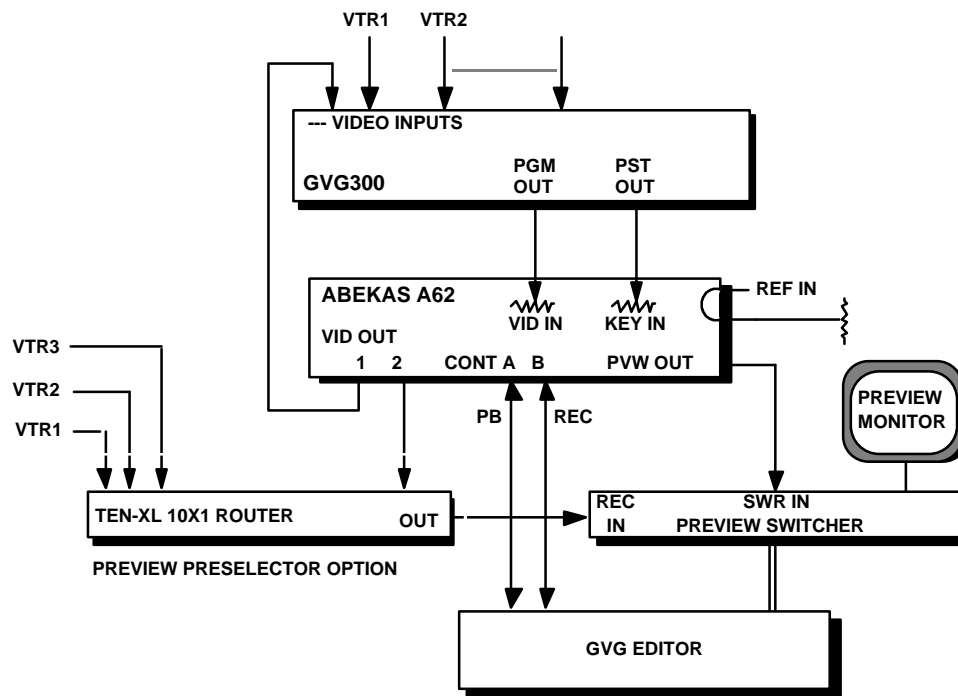 VTR1 VTR2
--- VIDEO INPUTS
PGM PST
GVG300 OUT OUT
ABEKAS A62
REF IN
VID IN KEY IN
VID OUT
1 2 CONT A B PVW OUT
VTR3
VTR2
VTR1
PB REC
PREVIEW
MONITOR
TEN-XL 10X1 ROUTER OUT
REC SWR IN
IN PREVIEW SWITCHER
PREVIEW PRESELECTOR OPTION
GVG EDITOR